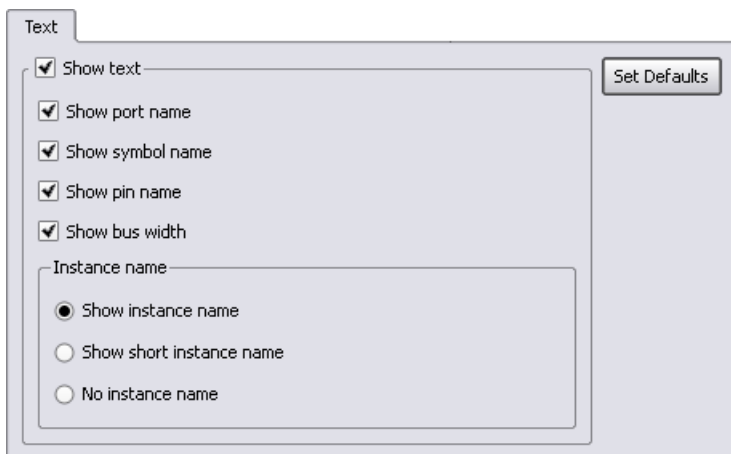 Text
Show text
Set Defaults
Show port name
Show symbol name
Show pin name
Show bus width
Instance name
Show instance name
Show short instance name
No instance name